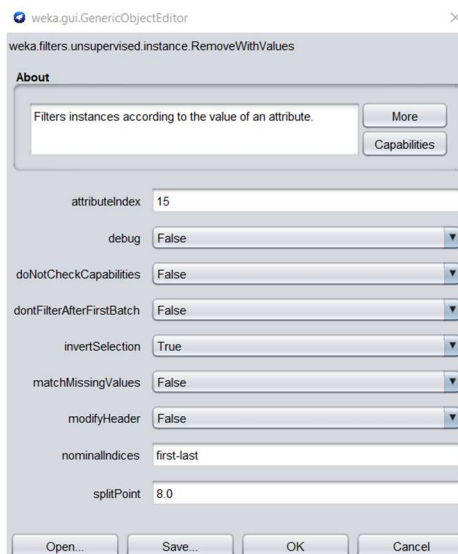 weka.gui.GenericObjectEditor
weka.filters.unsupervised.instance.RemoveWithValues
About
Filters instances according to the value of an attribute.
More
Capabilities
attributeIndex 15
debug False
doNotCheckCapabilities False
dontFilterAfterFirstBatch False
invertSelection True
matchMissingValues False
modifyHeader False
nominalIndices first-last
splitPoint 8.0
Open... Save... OK Cancel